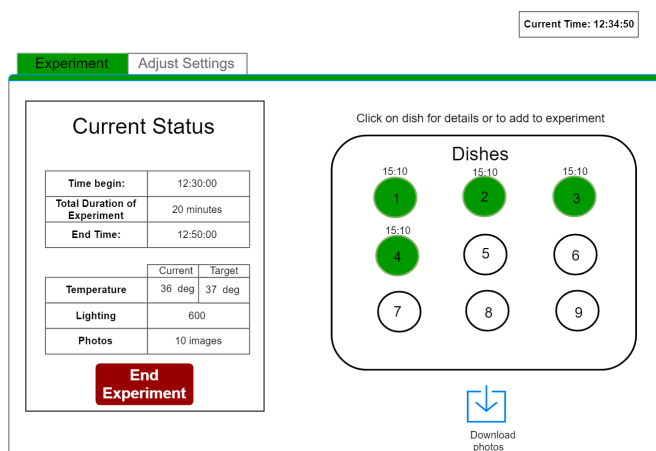 Current Time: 12:34:50
Experiment
Adjust Settings
Current Status
Time begin: 12:30:00
Total Duration of
Experiment
20 minutes
End Time: 12:50:00
Current Target
Temperature 36 deg 37 deg
Lighting 600
Photos 10 images
End
Experiment
Click on dish for details or to add to experiment
Dishes
15:10 15:10 15:10
1 2 3
15:10
4 5 6
7 8 9
Download
photos